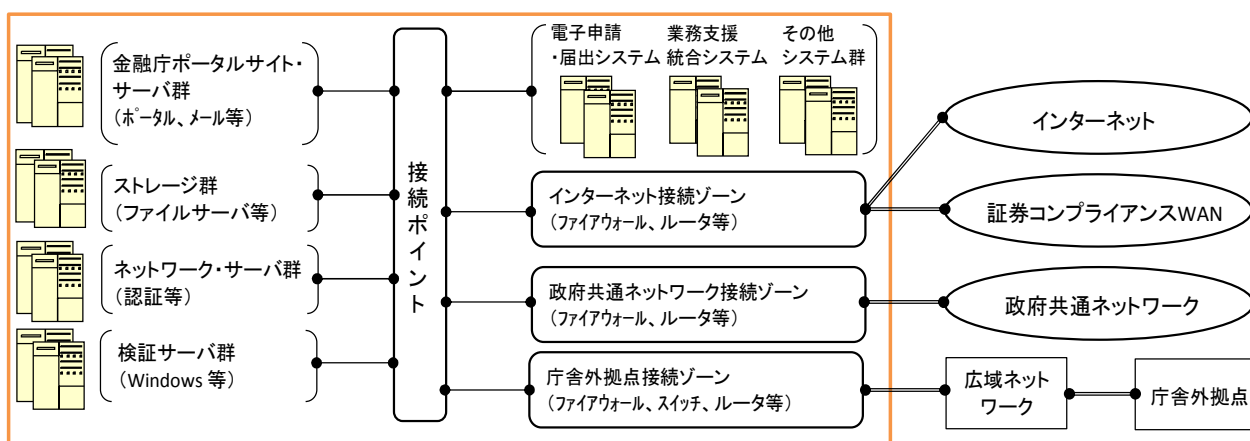 金融庁ポータルサイト・
サーバ群
(ポータル、メール等)
ストレージ群
(ファイルサーバ等)
ネットワーク・サーバ群
(認証等)
検証サーバ群
(Windows 等)
接続ポイント
電子申請
・届出システム
業務支援
統合システム
その他
システム群
インターネット接続ゾーン
(ファイアウォール、ルータ等)
政府共通ネットワーク接続ゾーン
(ファイアウォール、ルータ等)
庁舎外拠点接続ゾーン
(ファイアウォール、スイッチ、ルータ等)
インターネット
証券コンプライアンスWAN
政府共通ネットワーク
広域ネット
ワーク
庁舎外拠点